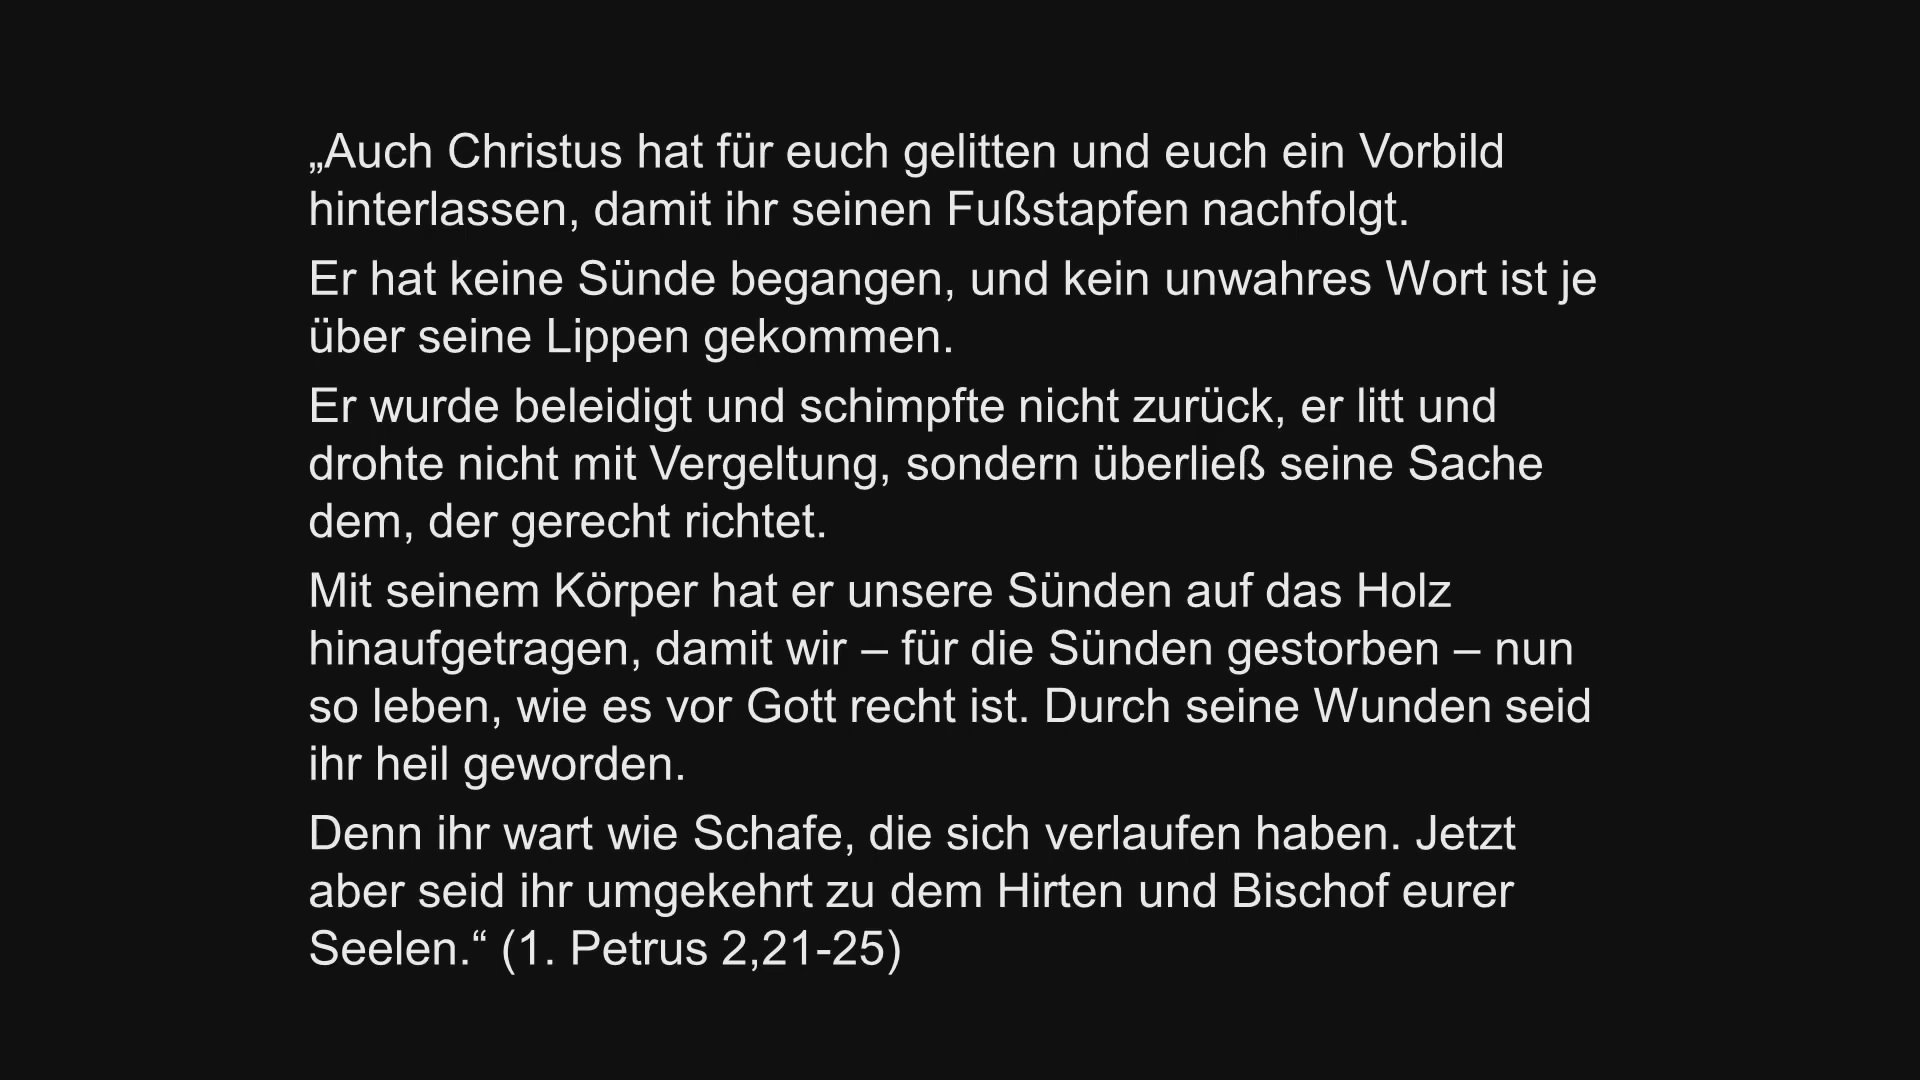 „Auch Christus hat für euch gelitten und euch ein Vorbild
hinterlassen, damit ihr seinen Fußstapfen nachfolgt.
Er hat keine Sünde begangen, und kein unwahres Wort ist je
über seine Lippen gekommen.
Er wurde beleidigt und schimpfte nicht zurück, er litt und
drohte nicht mit Vergeltung, sondern überließ seine Sache
dem, der gerecht richtet.
Mit seinem Körper hat er unsere Sünden auf das Holz
hinaufgetragen, damit wir – für die Sünden gestorben – nun
so leben, wie es vor Gott recht ist. Durch seine Wunden seid
ihr heil geworden.
Denn ihr wart wie Schafe, die sich verlaufen haben. Jetzt
aber seid ihr umgekehrt zu dem Hirten und Bischof eurer
Seelen.“ (1. Petrus 2,21-25)